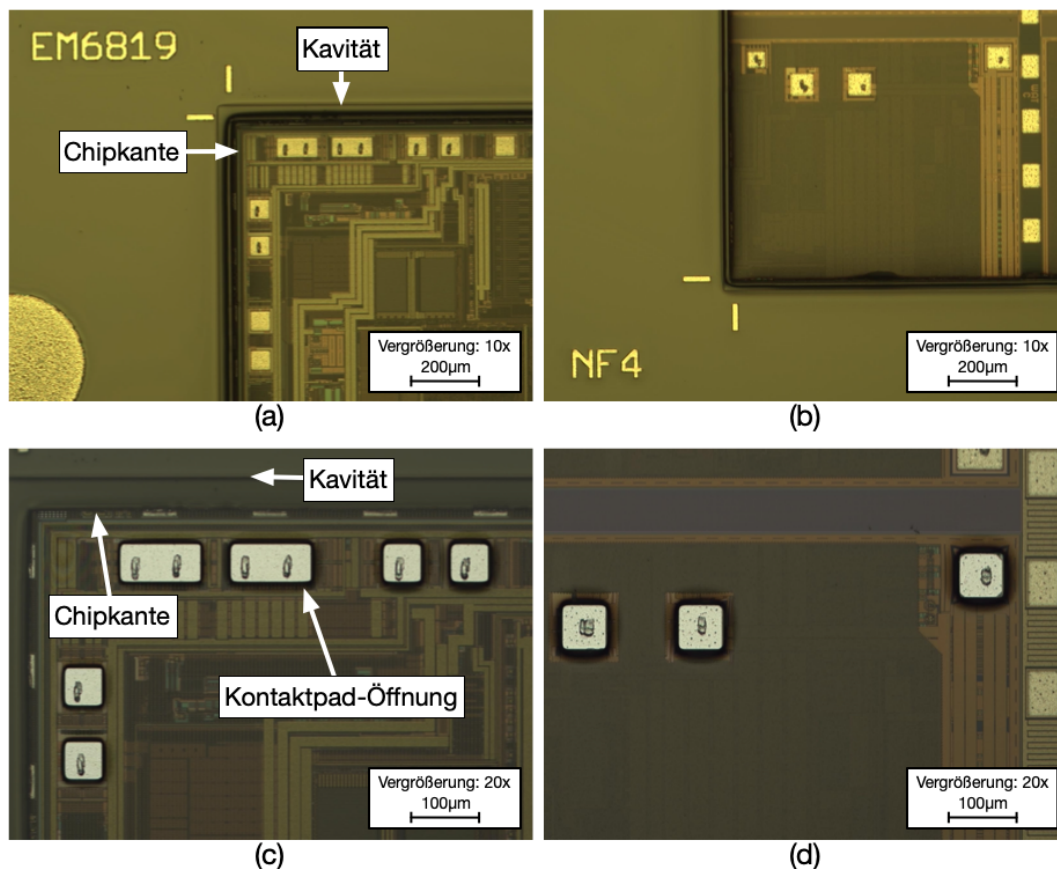 EM6819
Kavität
Chipkante
Vergrößerung: 10x
200µm
(a)
NF4
Vergrößerung: 10x
200µm
(b)
Kavität
Chipkante
Kontaktpad-Öffnung
Vergrößerung: 20x
100µm
(c)
Vergrößerung: 20x
100µm
(d)